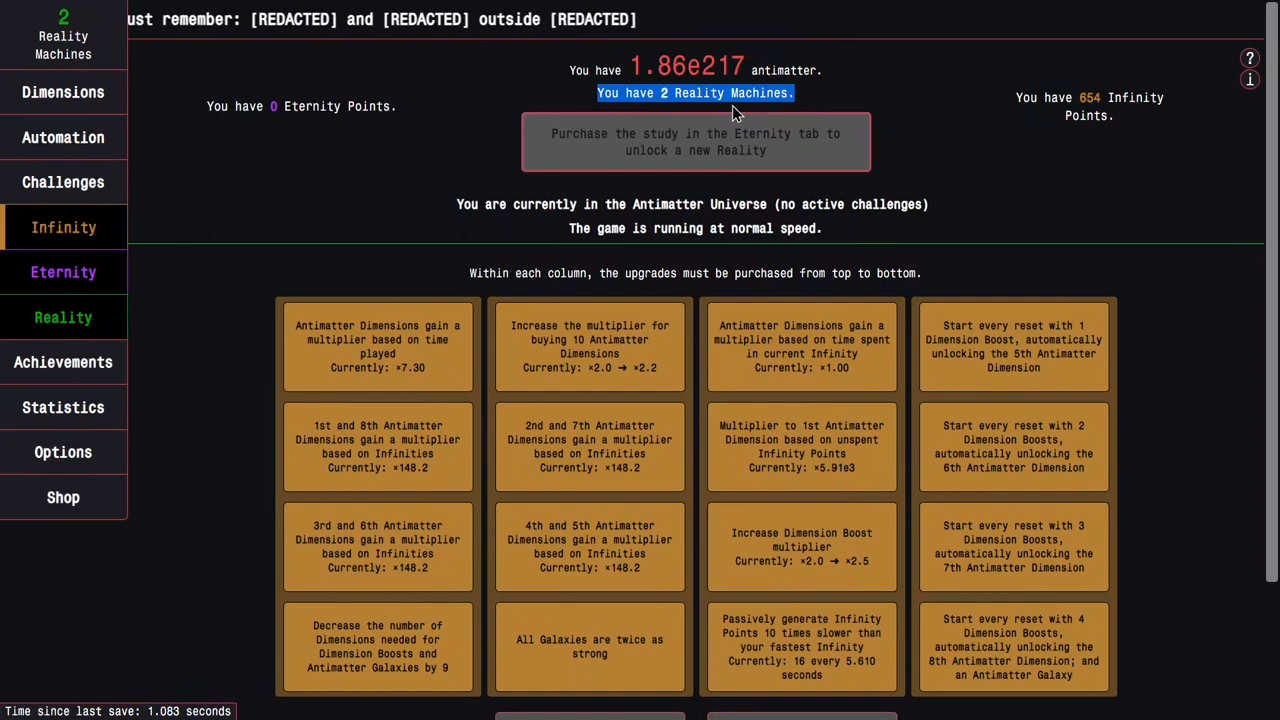 2
Reality
Machines
Dimensions
Automation
Challenges
Infinity
Eternity
Reality
Achievements
Statistics
Options
Shop
ust remember: [REDACTED] and [REDACTED] outside [REDACTED]
You have 1.86e217 antimatter.
You have 2 Reality Machines.
You have 0 Eternity Points.
You have 654 Infinity
Points.
?
i
Purchase the study in the Eternity tab to
unlock a new Reality
You are currently in the Antimatter Universe (no active challenges)
The game is running at normal speed.
Within each column, the upgrades must be purchased from top to bottom.
Antimatter Dimensions gain a
multiplier based on time
played
Currently: ×7.30
Increase the multiplier for
buying 10 Antimatter
Dimensions
Currently: ×2.0 → ×2.2
Antimatter Dimensions gain a
multiplier based on time spent
in current Infinity
Currently: ×1.00
Start every reset with 1
Dimension Boost, automatically
unlocking the 5th Antimatter
Dimension
1st and 8th Antimatter
Dimensions gain a multiplier
based on Infinities
Currently: ×148.2
2nd and 7th Antimatter
Dimensions gain a multiplier
based on Infinities
Currently: ×148.2
Multiplier to 1st Antimatter
Dimension based on unspent
Infinity Points
Currently: ×5.91e3
Start every reset with 2
Dimension Boosts,
automatically unlocking the
6th Antimatter Dimension
3rd and 6th Antimatter
Dimensions gain a multiplier
based on Infinities
Currently: ×148.2
4th and 5th Antimatter
Dimensions gain a multiplier
based on Infinities
Currently: ×148.2
Increase Dimension Boost
multiplier
Currently: ×2.0 → ×2.5
Start every reset with 3
Dimension Boosts,
automatically unlocking the
7th Antimatter Dimension
Decrease the number of
Dimensions needed for
Dimension Boosts and
Antimatter Galaxies by 9
All Galaxies are twice as
strong
Passively generate Infinity
Points 10 times slower than
your fastest Infinity
Currently: 16 every 5.610
seconds
Start every reset with 4
Dimension Boosts,
automatically unlocking the
8th Antimatter Dimension; and
an Antimatter Galaxy
Time since last save: 1.083 seconds